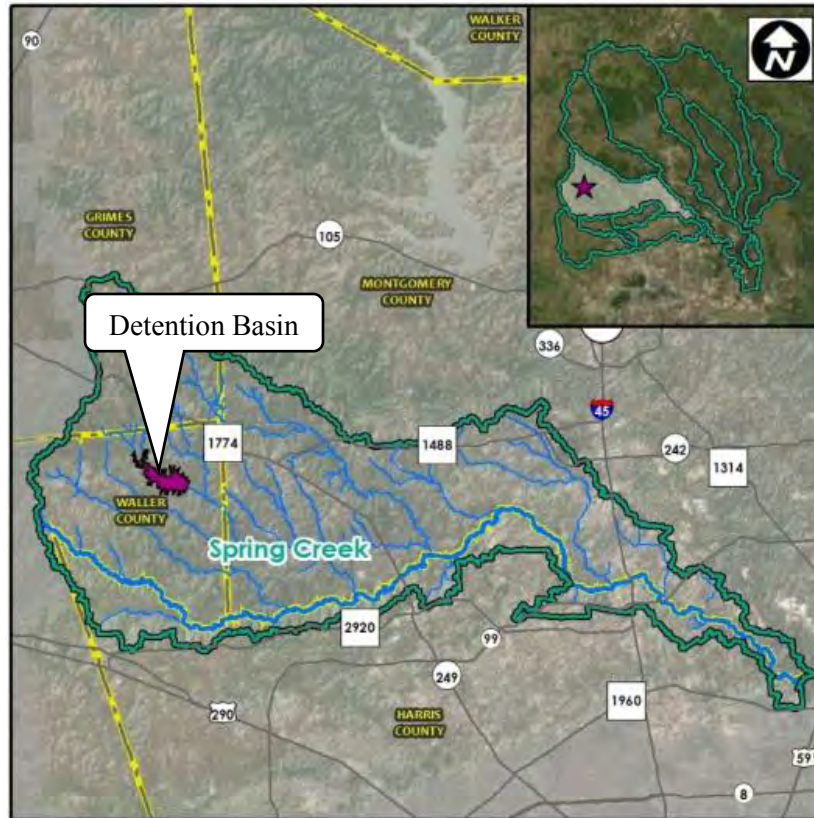 90
WALKER
COUNTY
N
GRIMES
COUNTY
105
MONTGOMERY
COUNTY
Detention Basin
336
45
1774
1488
242
1314
WALLER
COUNTY
Spring Creek
2920
99
249
290
HARRIS
COUNTY
1960
59
8